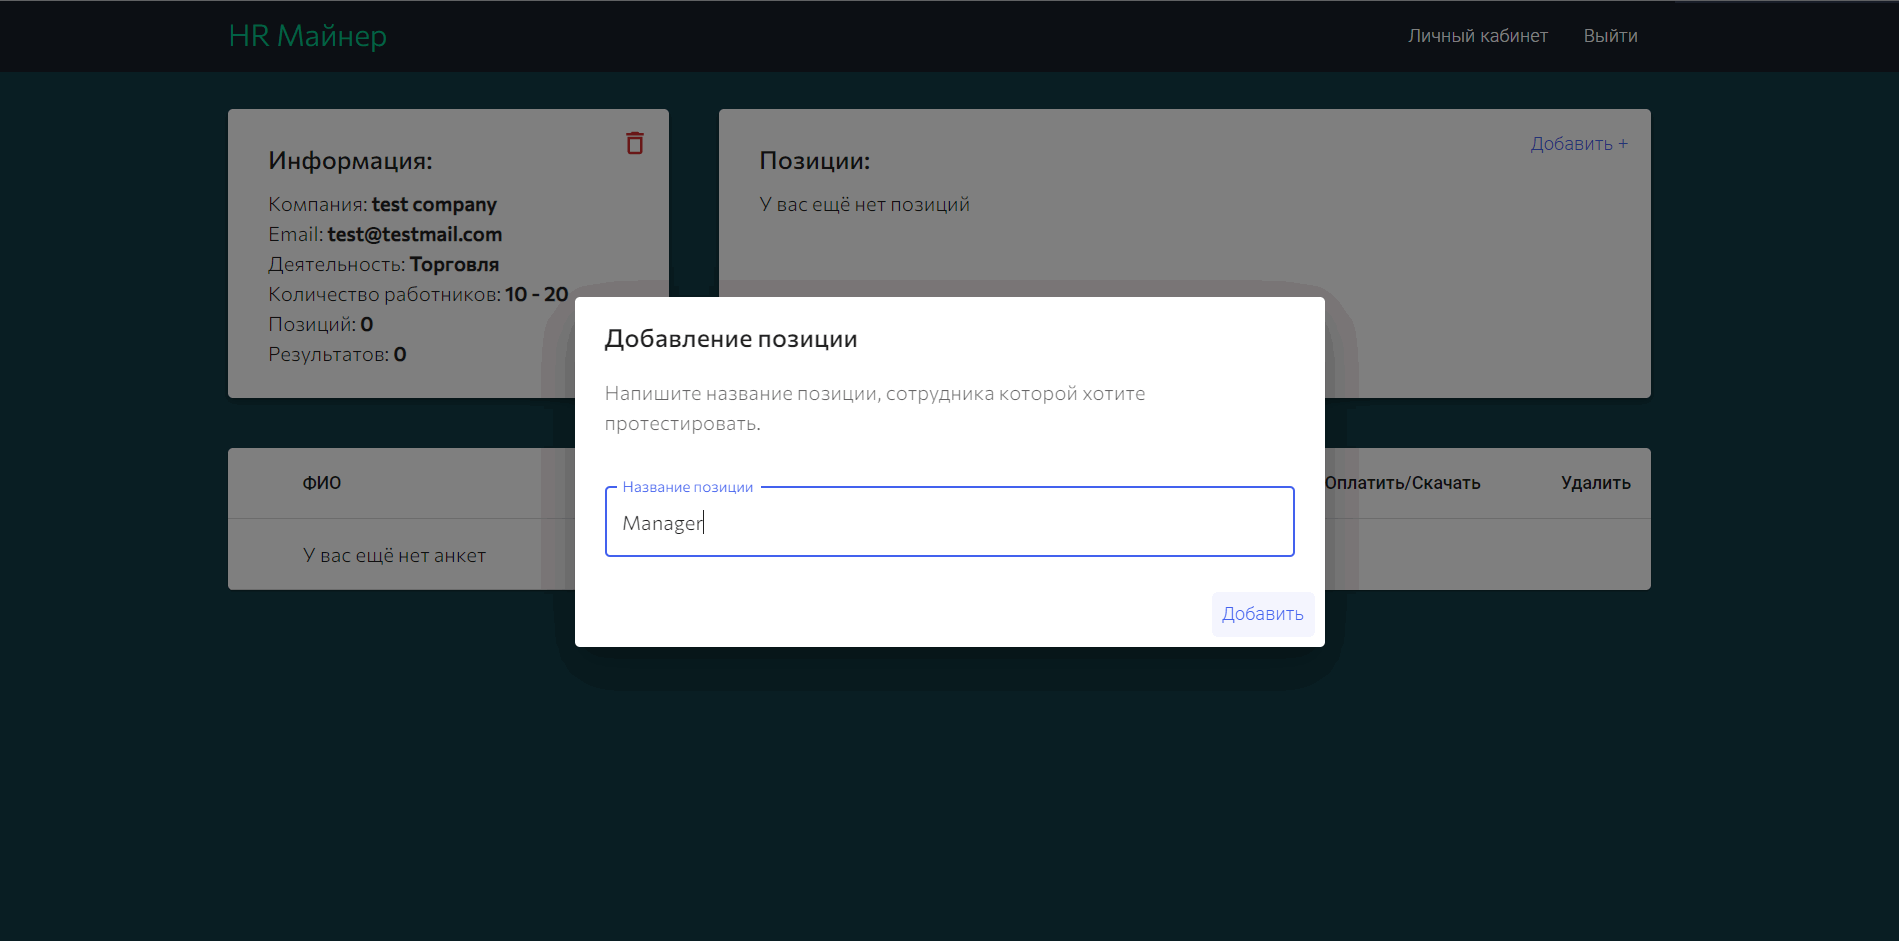 HR Майнер
Личный кабинет
Выйти
Информация:
Компания: test company
Email: test@testmail.com
Деятельность: Торговля
Количество работников: 10 - 20
Позиций: 0
Результатов: 0
Позиции:
Добавить +
У вас ещё нет позиций
Добавление позиции
Напишите название позиции, сотрудника которой хотите
протестировать.
Название позиции
Manager
Добавить
ФИО
Оплатить/Скачать
Удалить
У вас ещё нет анкет